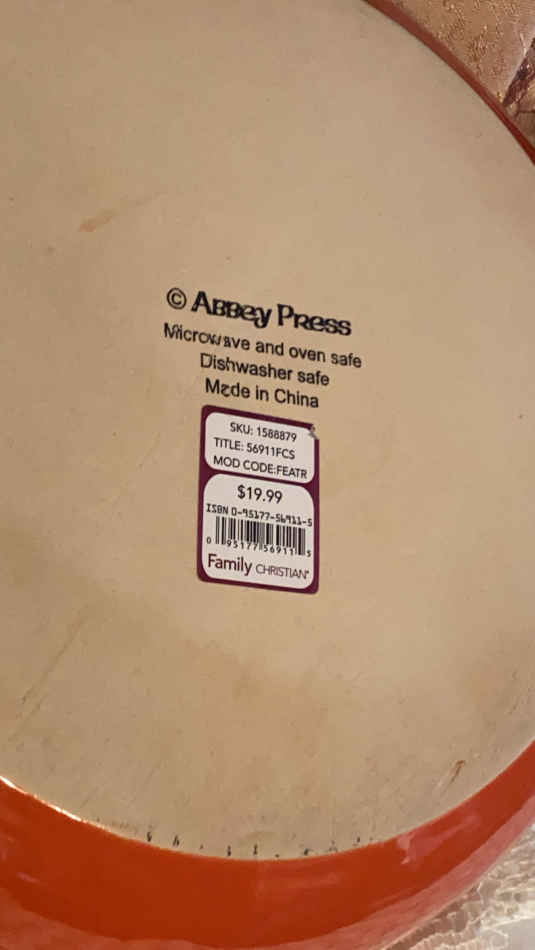 © Abbey Press
Microwave and oven safe
Dishwasher safe
Made in China
SKU: 1588879
TITLE: 56911FCS
MOD CODE:FEATR
$19.99
ISBN 0-95177-56911-5
0 95177 56911 5
Family CHRISTIAN®